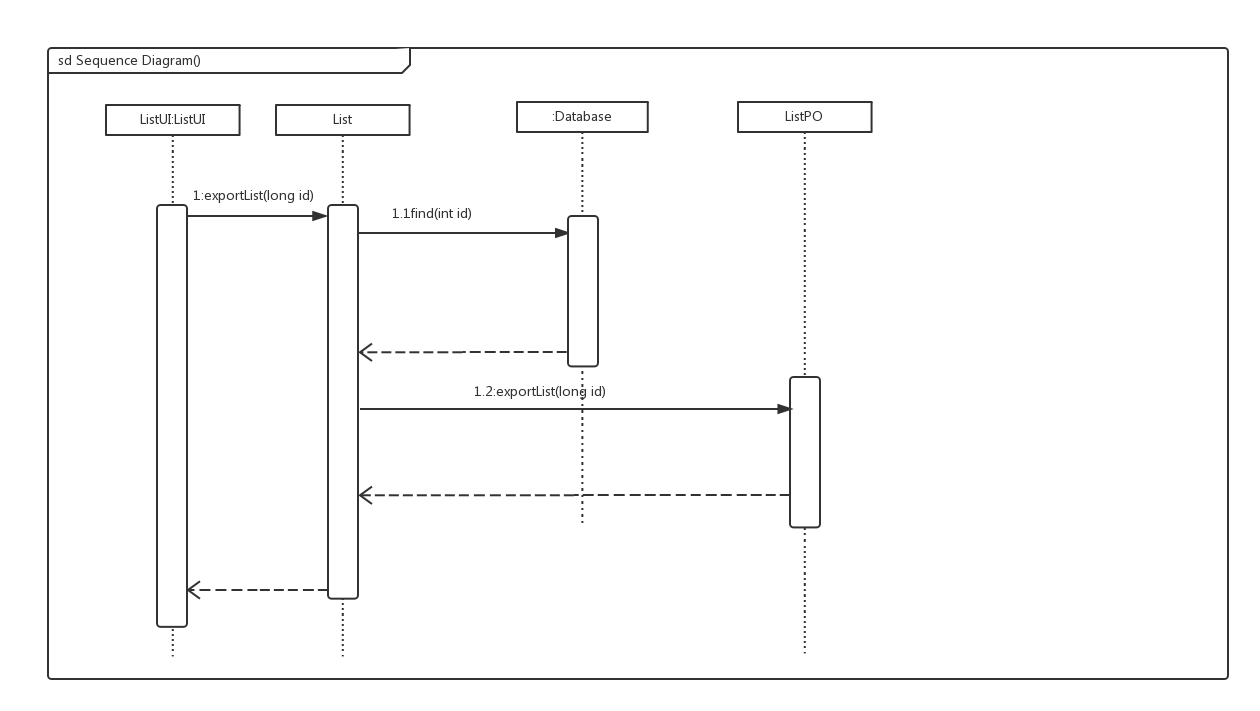 sd Sequence Diagram()
ListUI:ListUI
List
:Database
ListPO
1:exportList(long id)
1.1find(int id)
1.2:exportList(long id)